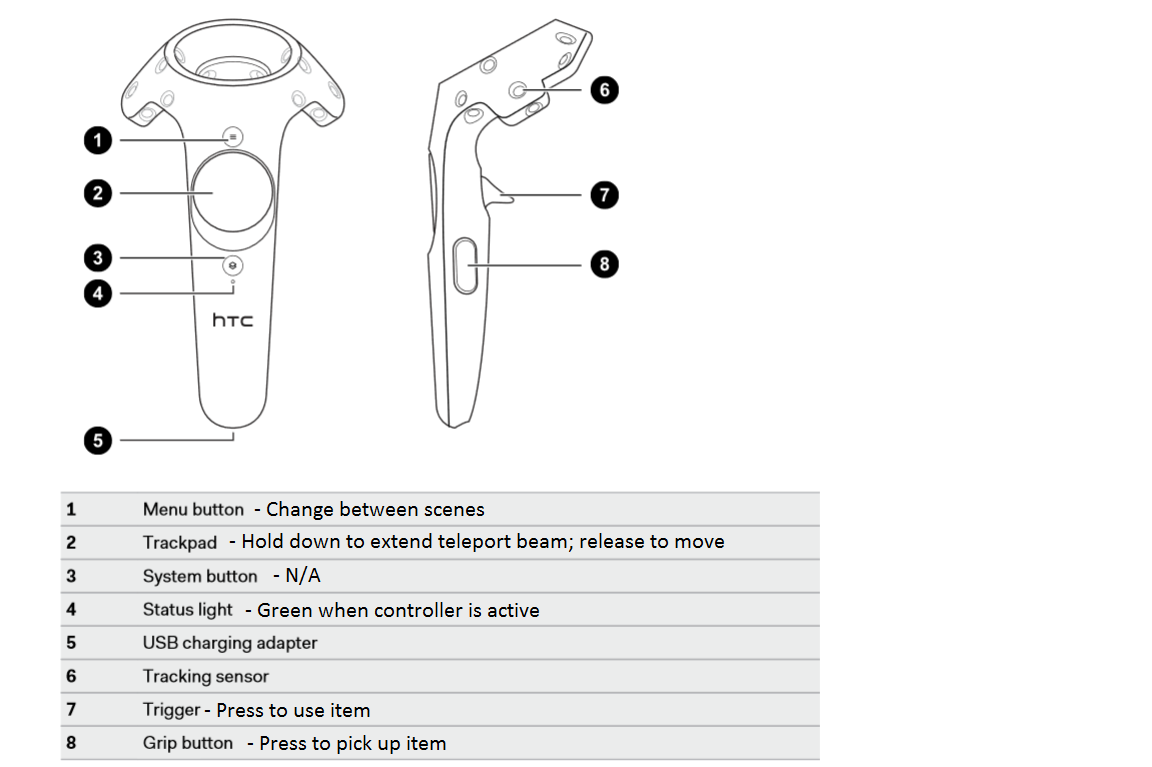 1
2
3
4
5
6
7
8
hTC
1 Menu button - Change between scenes
2 Trackpad - Hold down to extend teleport beam; release to move
3 System button - N/A
4 Status light - Green when controller is active
5 USB charging adapter
6 Tracking sensor
7 Trigger - Press to use item
8 Grip button - Press to pick up item